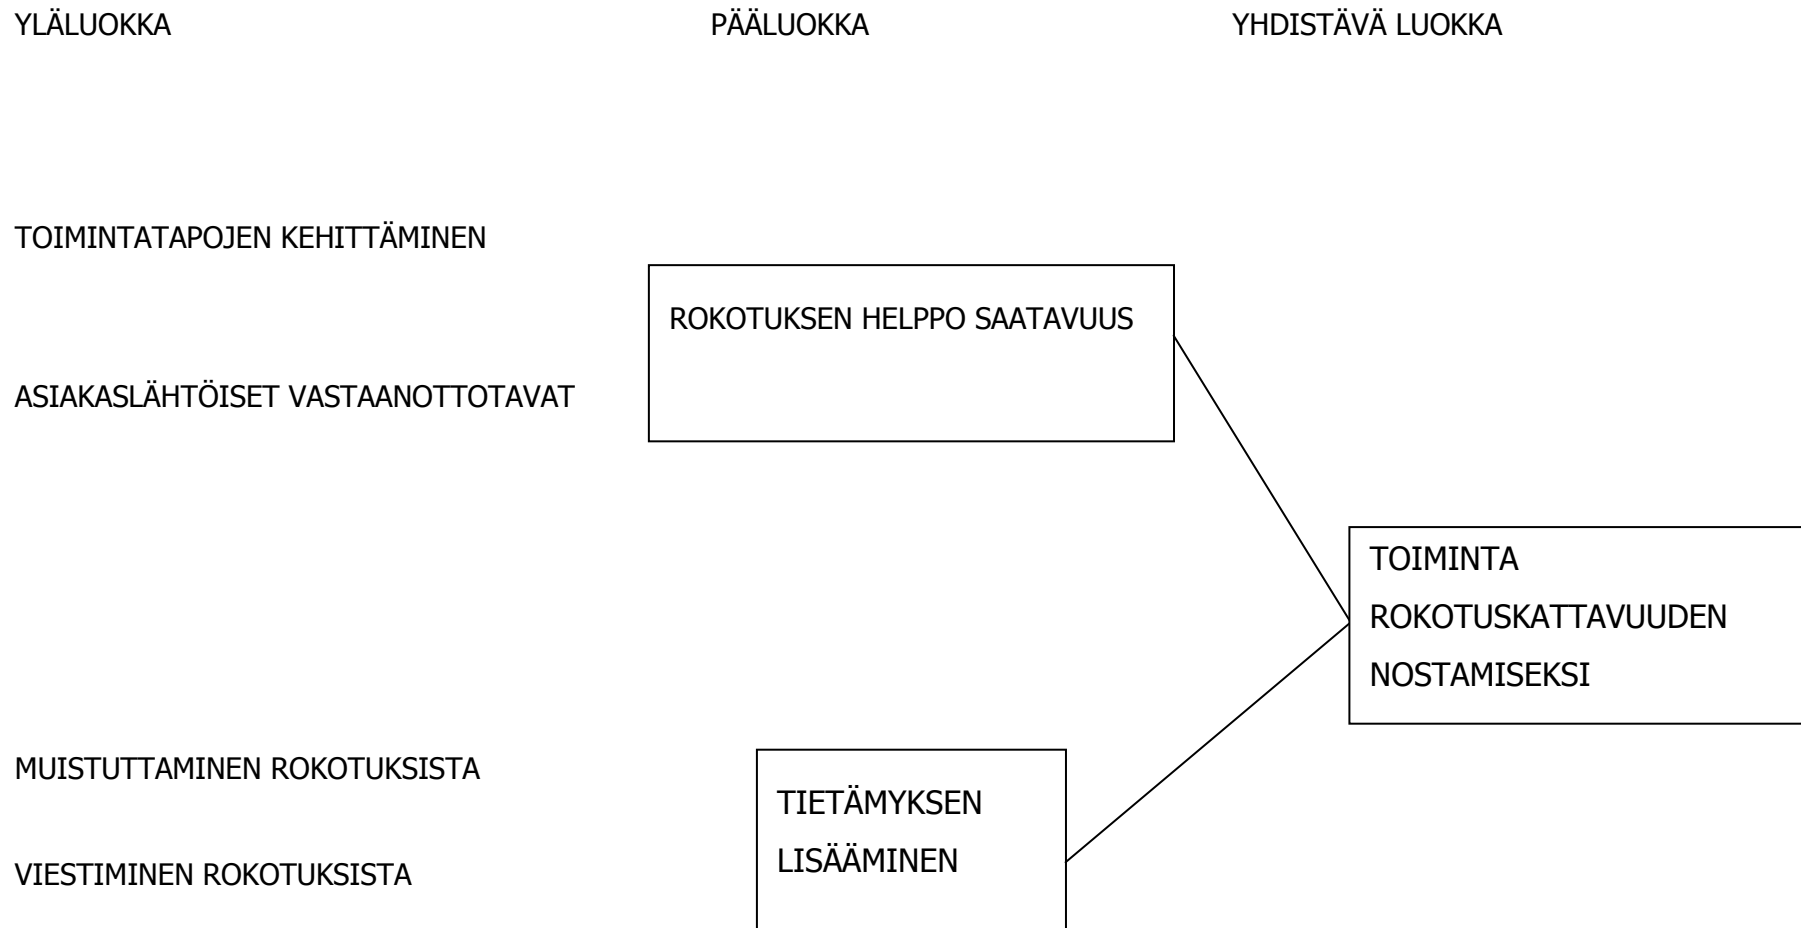 YLÄLUOKKA PÄÄLUOKKA YHDISTÄVÄ LUOKKA
TOIMINTATAPOJEN KEHITTÄMINEN
ROKOTUKSEN HELPPO SAATAVUUS
ASIAKASLÄHTÖISET VASTAANOTTOTAVAT
TOIMINTA
ROKOTUSKATTAVUUDEN
NOSTAMISEKSI
MUISTUTTAMINEN ROKOTUKSISTA
TIETÄMYKSEN
LISÄÄMINEN
VIESTIMINEN ROKOTUKSISTA